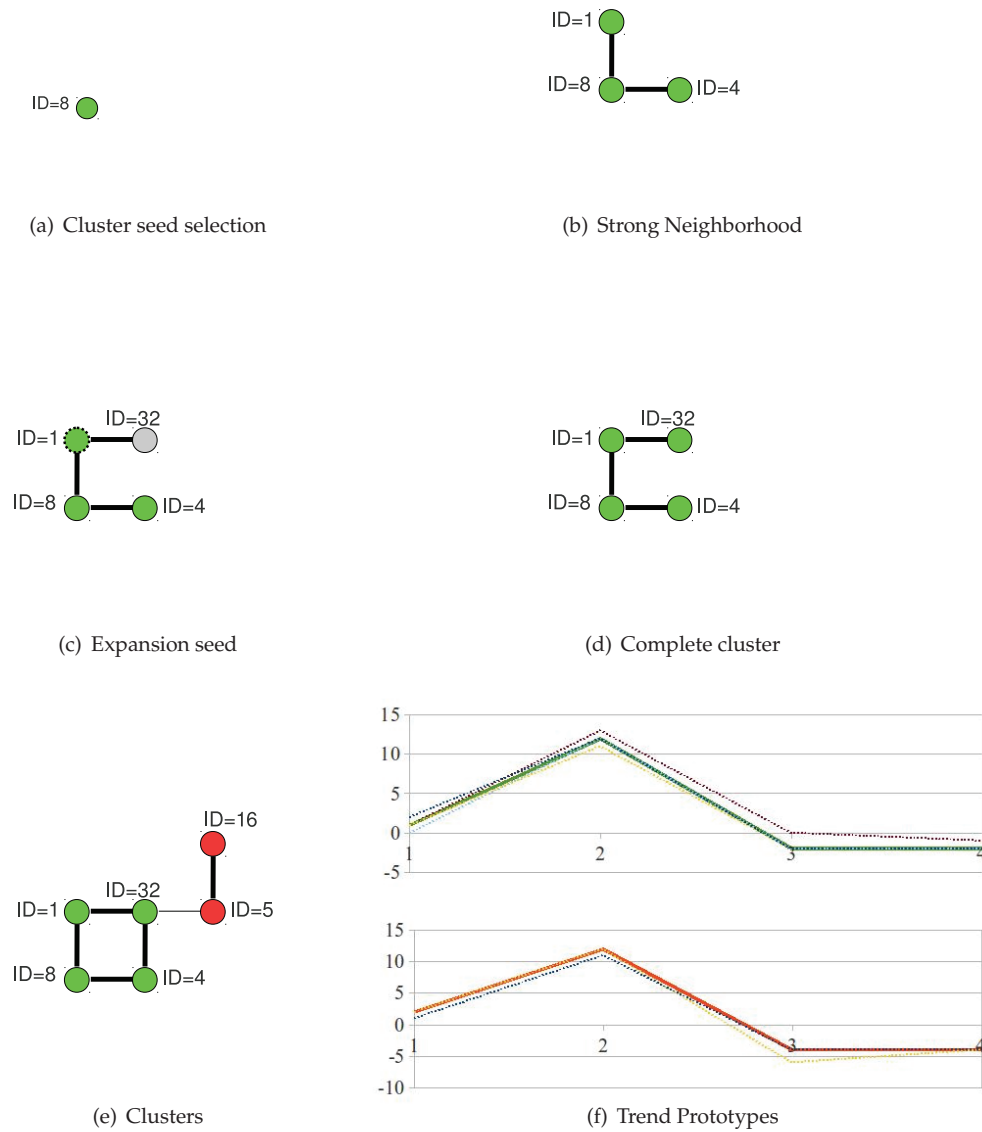 ID=8
(a) Cluster seed selection
ID=1
ID=8
ID=4
(b) Strong Neighborhood
ID=32
ID=1
ID=8
ID=4
(c) Expansion seed
ID=32
ID=1
ID=8
ID=4
(d) Complete cluster
ID=16
ID=32
ID=1
ID=5
ID=8
ID=4
(e) Clusters
15
10
5
0
-5
1
2
3
4
15
10
5
0
-5
-10
1
2
3
4
(f) Trend Prototypes